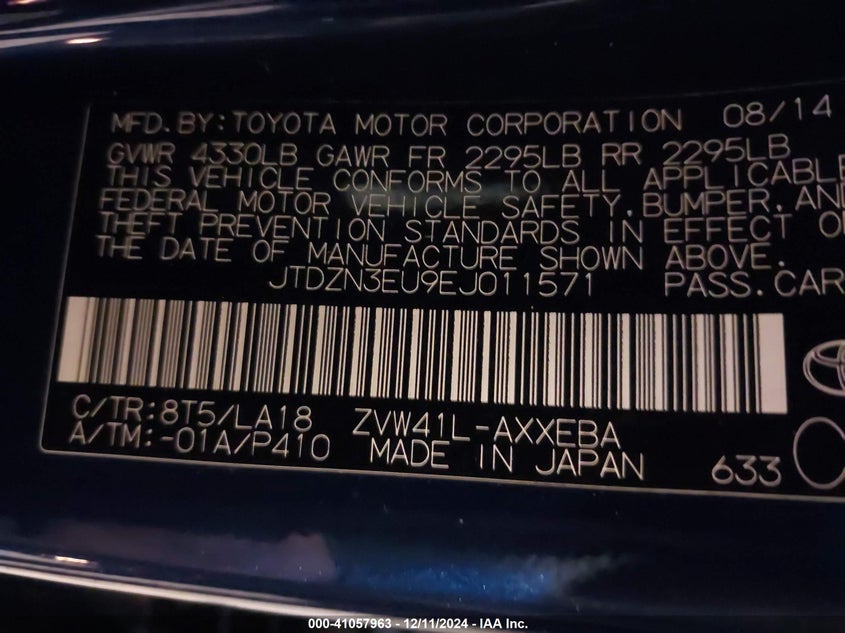 MFD.BY:TOYOTA MOTOR CORPORATION 08/14
GVWR 4330LB GAWR FR 2295LB RR 2295LB
THIS VEHICLE CONFORMS TO ALL APPLICABLE
FEDERAL MOTOR VEHICLE SAFETY,BUMPER,AND
THEFT PREVENTION STANDARDS IN EFFECT O
THE DATE OF MANUFACTURE SHOWN ABOVE.
JTDZN3EU9EJ011571 PASS.CAR
C/TR:8T5/LA18 ZVW41L-AXXEBA
A/TM:-01A/P410 MADE IN JAPAN 633
000-41057963 - 12/11/2024 - IAA Inc.